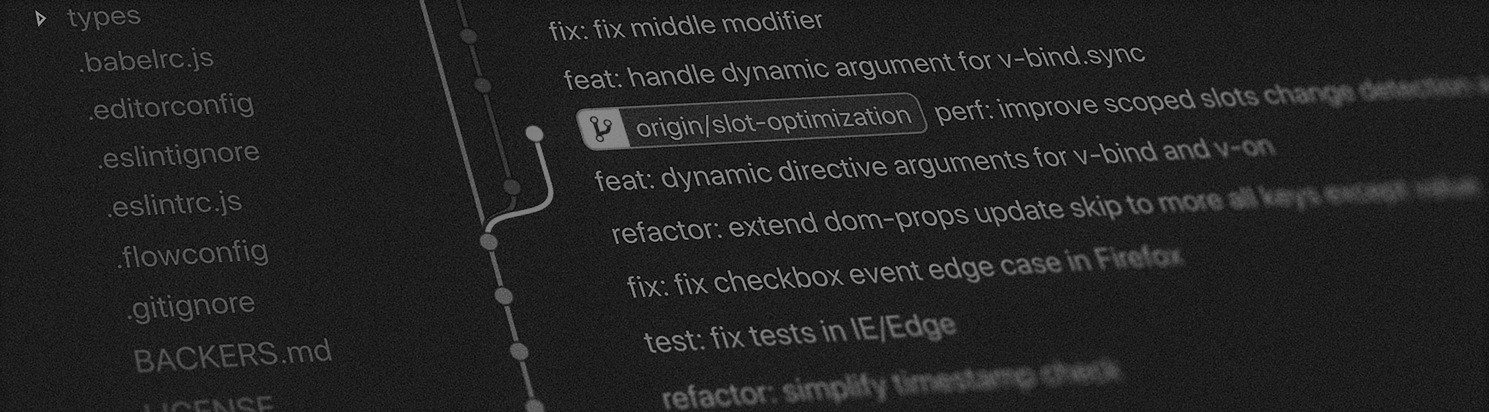 types
.babelrc.js
.editorconfig
.eslintignore
.eslintrc.js
.flowconfig
.gitignore
BACKERS.md
LICENSE
fix: fix middle modifier
feat: handle dynamic argument for v-bind.sync
origin/slot-optimization perf: improve scoped slots change detection
feat: dynamic directive arguments for v-bind and v-on
refactor: extend dom-props update skip to more all keys except value
fix: fix checkbox event edge case in Firefox
test: fix tests in IE/Edge
refactor: simplify timestamp check